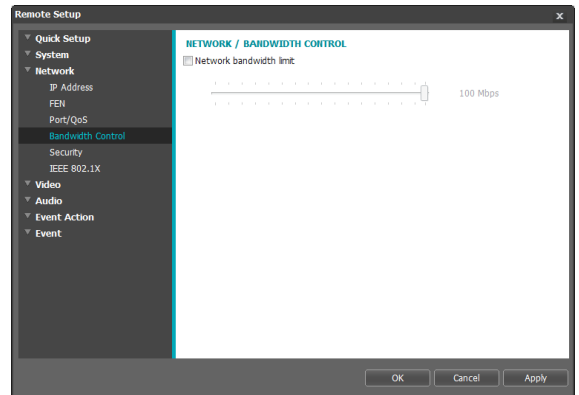 Remote Setup
x
Quick Setup
System
Network
IP Address
FEN
Port/QoS
Bandwidth Control
Security
IEEE 802.1X
Video
Audio
Event Action
Event
NETWORK / BANDWIDTH CONTROL
Network bandwidth limit
100 Mbps
OK Cancel Apply